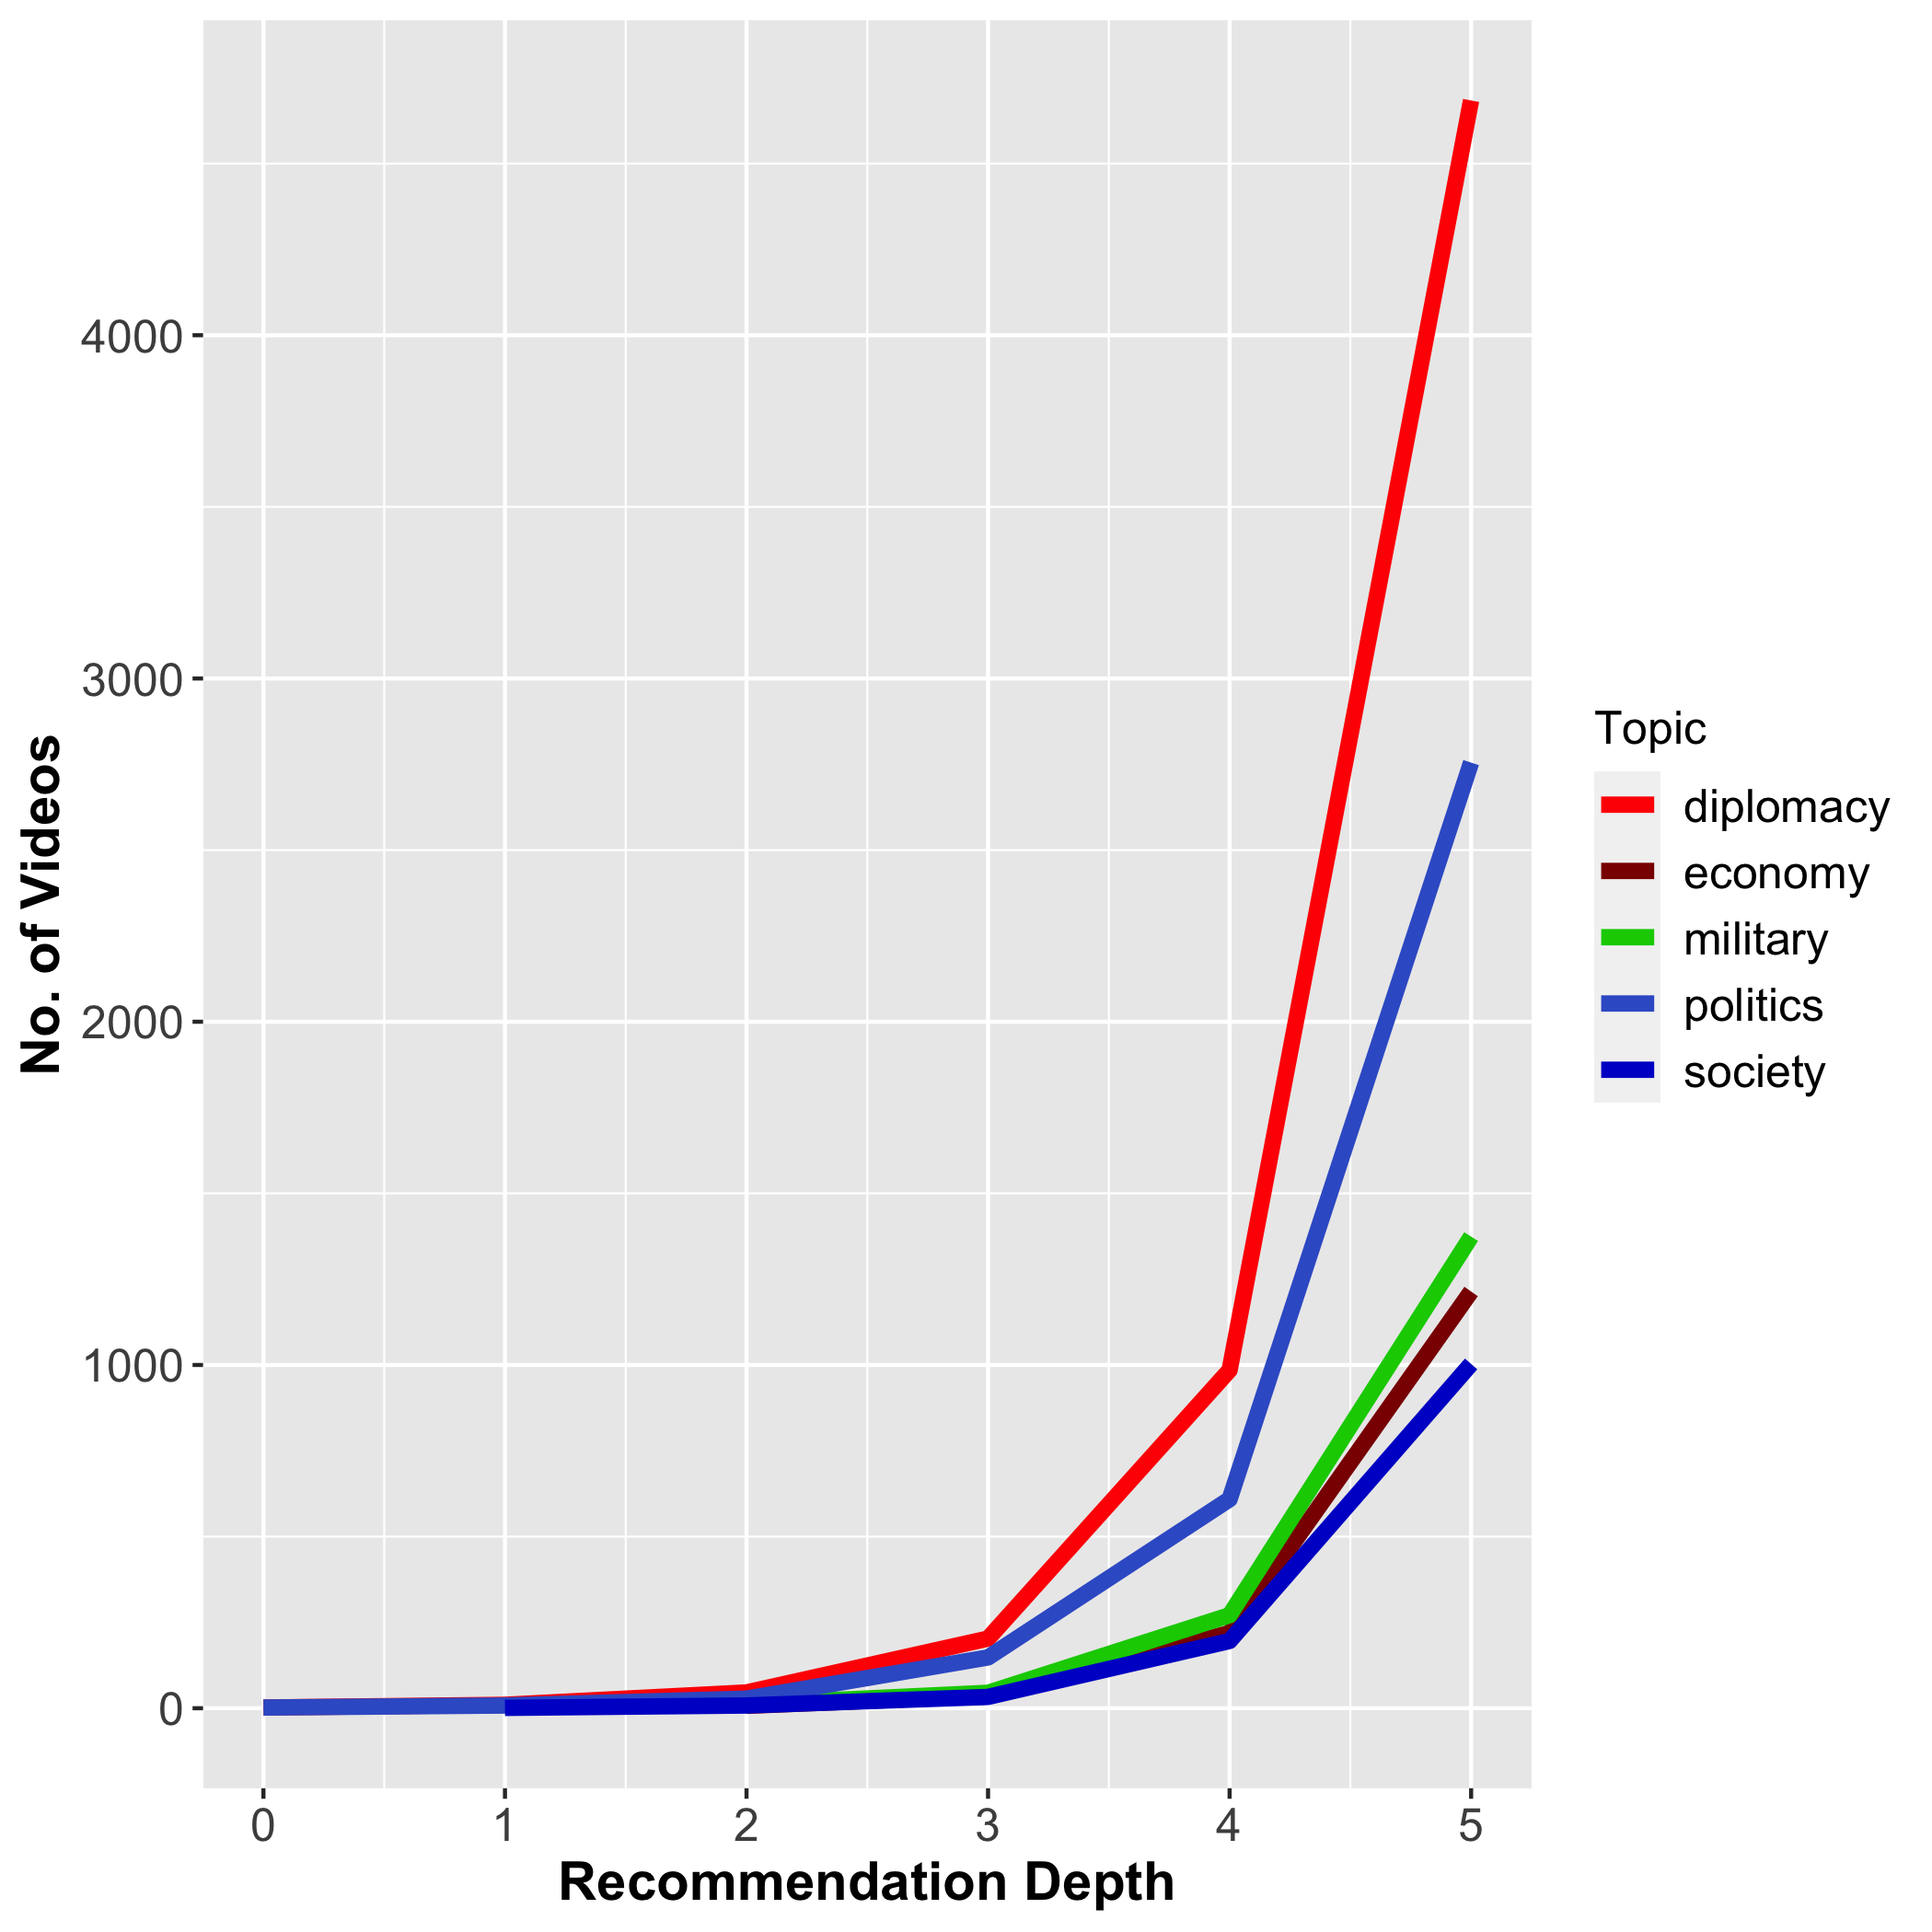 No. of Videos
4000
3000
2000
1000
0
0 1 2 3 4 5
Recommendation Depth
Topic
diplomacy
economy
military
politics
society